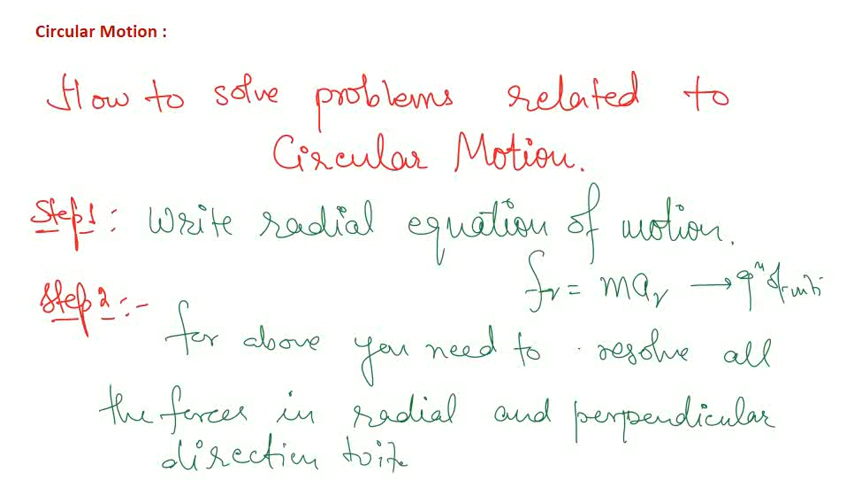 Circular Motion :
How to solve problems related to
Circular Motion.
Step 1 : Write radial equation of motion.
fr = mar →
Step 2 :-
for above you need to resolve all
the forces in radial and perpendicular
direction to it